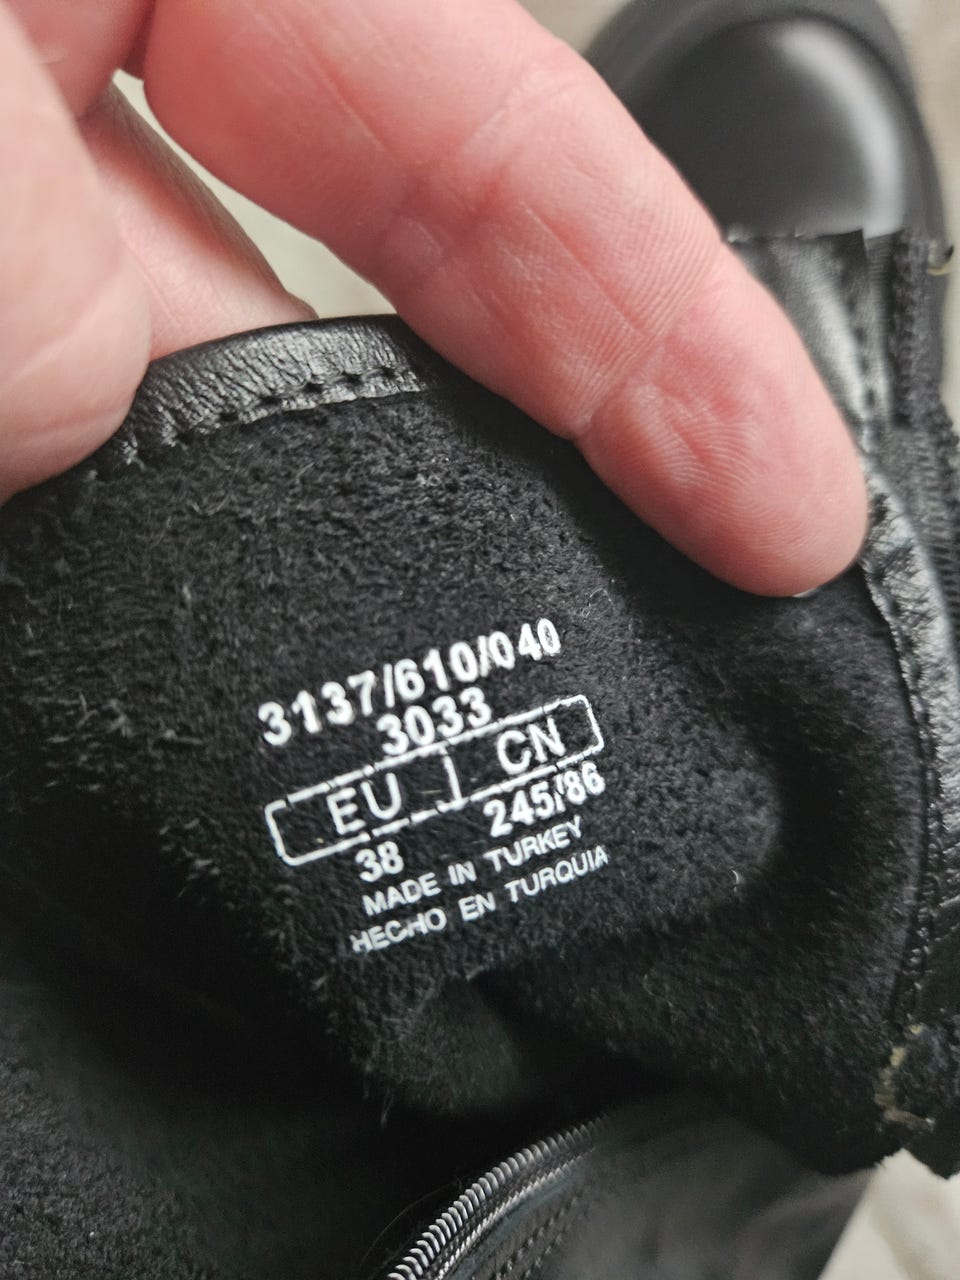 3137/610/040
3033
EU CN
38 245/86
MADE IN TURKEY
HECHO EN TURQUIA